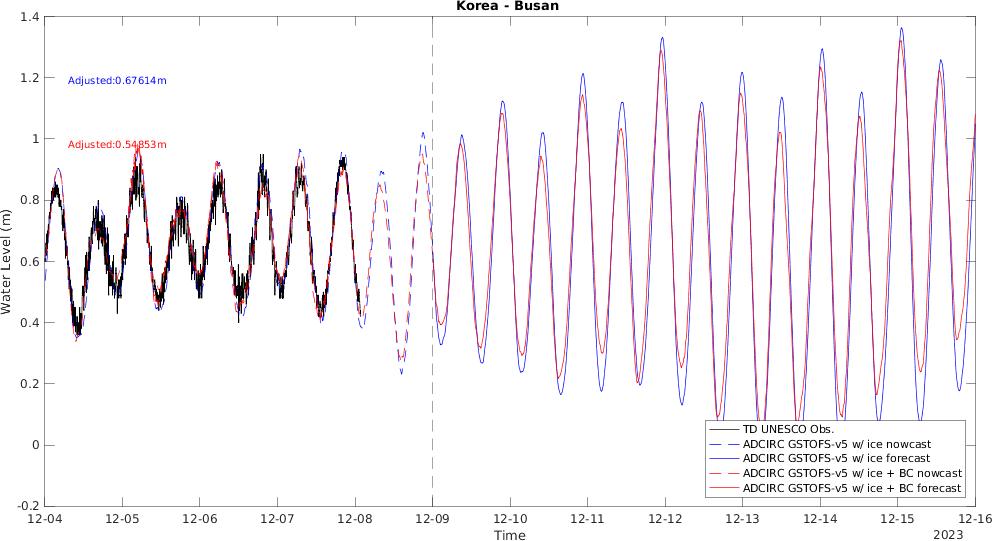 Korea - Busan
1.4
1.2
1
0.8
0.6
0.4
0.2
0
-0.2
Water Level (m)
Adjusted:0.67614m
Adjusted:0.54853m
TD UNESCO Obs.
ADCIRC GSTOFS-v5 w/ ice nowcast
ADCIRC GSTOFS-v5 w/ ice forecast
ADCIRC GSTOFS-v5 w/ ice + BC nowcast
ADCIRC GSTOFS-v5 w/ ice + BC forecast
12-04 12-05 12-06 12-07 12-08 12-09 12-10 12-11 12-12 12-13 12-14 12-15 12-16
Time
2023